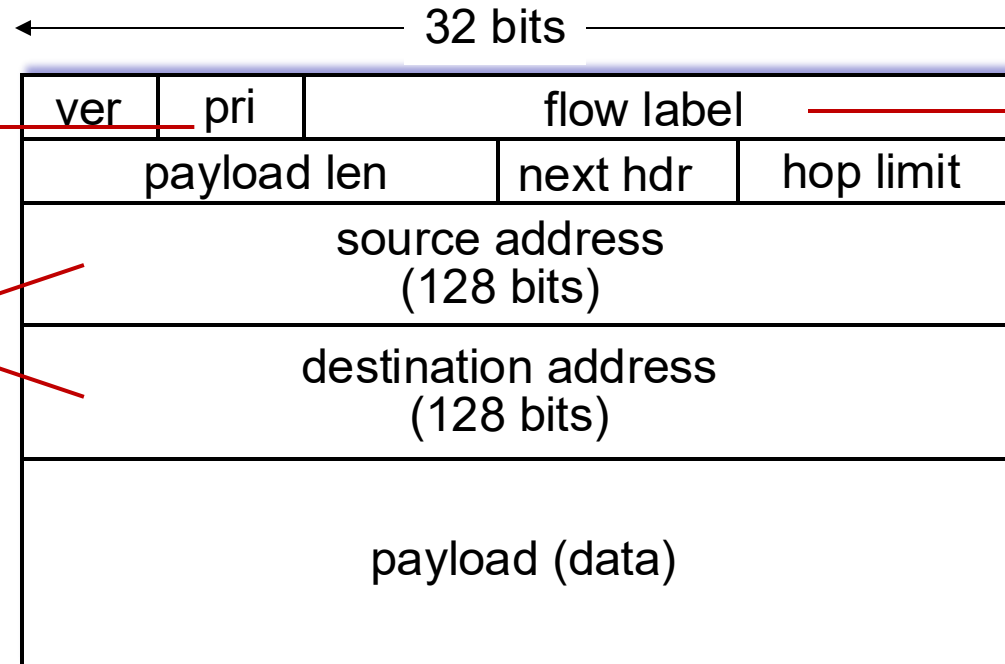 32 bits
ver pri flow label
payload len next hdr hop limit
source address
(128 bits)
destination address
(128 bits)
payload (data)